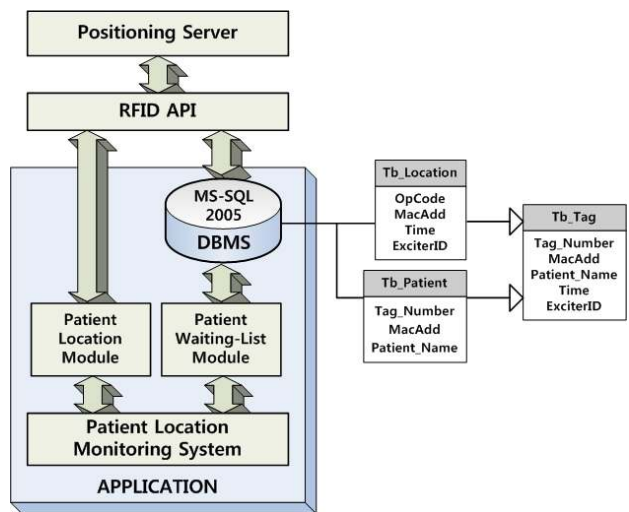 Positioning Server
RFID API
MS-SQL
2005
DBMS
Patient
Location
Module
Patient
Waiting-List
Module
Patient Location
Monitoring System
APPLICATION
Tb_Location
OpCode
MacAdd
Time
ExciterID
Tb_Patient
Tag_Number
MacAdd
Patient_Name
Tb_Tag
Tag_Number
MacAdd
Patient_Name
Time
ExciterID